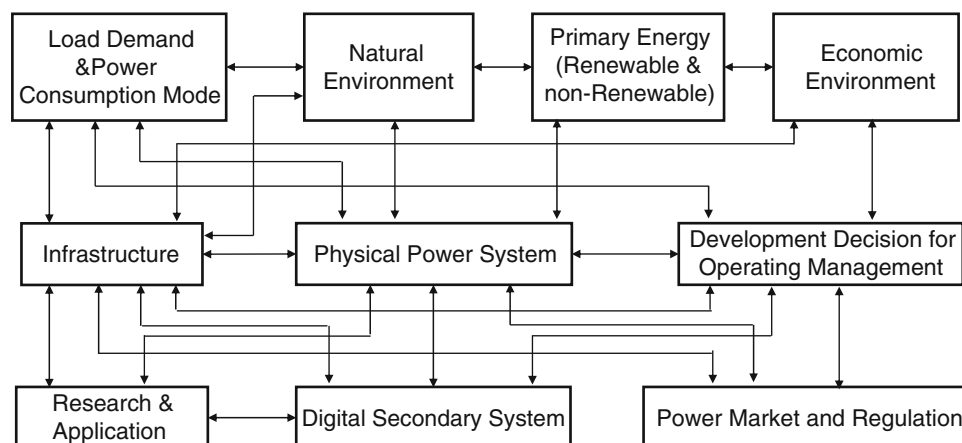 Load Demand
&Power
Consumption Mode
Natural
Environment
Primary Energy
(Renewable &
non-Renewable)
Economic
Environment
Infrastructure
Physical Power System
Development Decision for
Operating Management
Research &
Application
Digital Secondary System
Power Market and Regulation